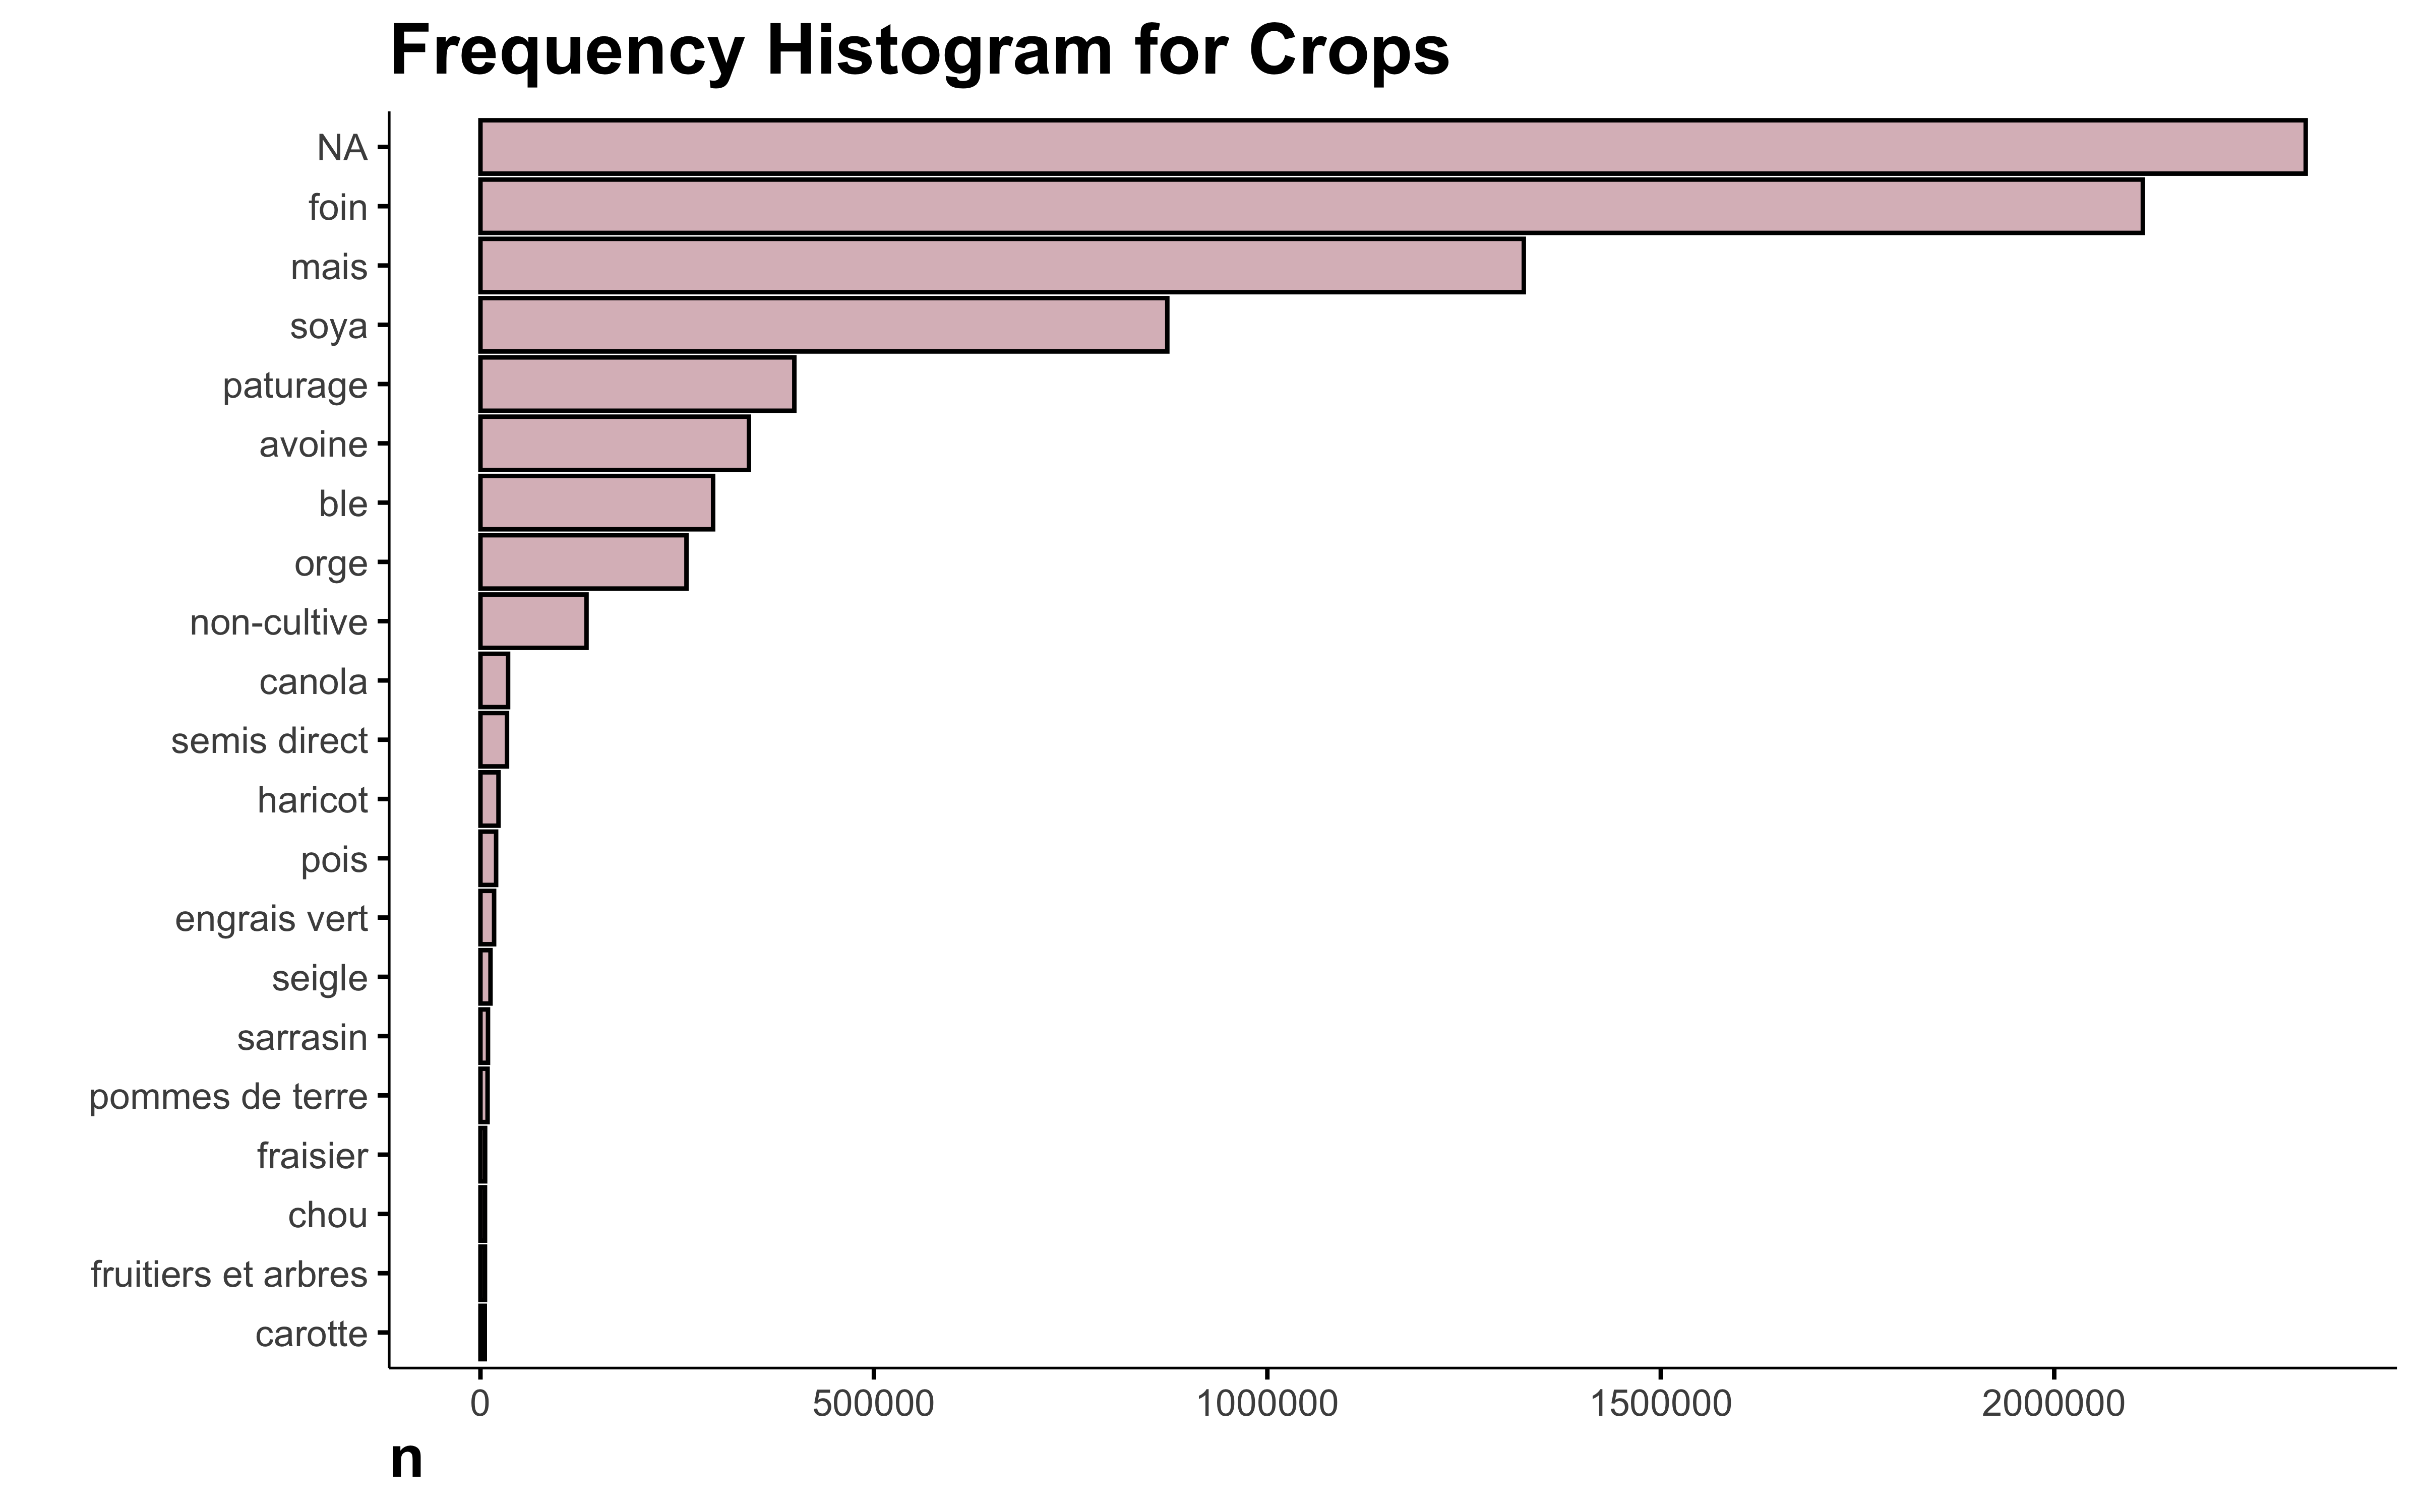 Frequency Histogram for Crops
NA
foin
mais
soya
paturage
avoine
ble
orge
non-cultive
canola
semis direct
haricot
pois
engrais vert
seigle
sarrasin
pommes de terre
fraisier
chou
fruitiers et arbres
carotte
0 500000 1000000 1500000 2000000
n